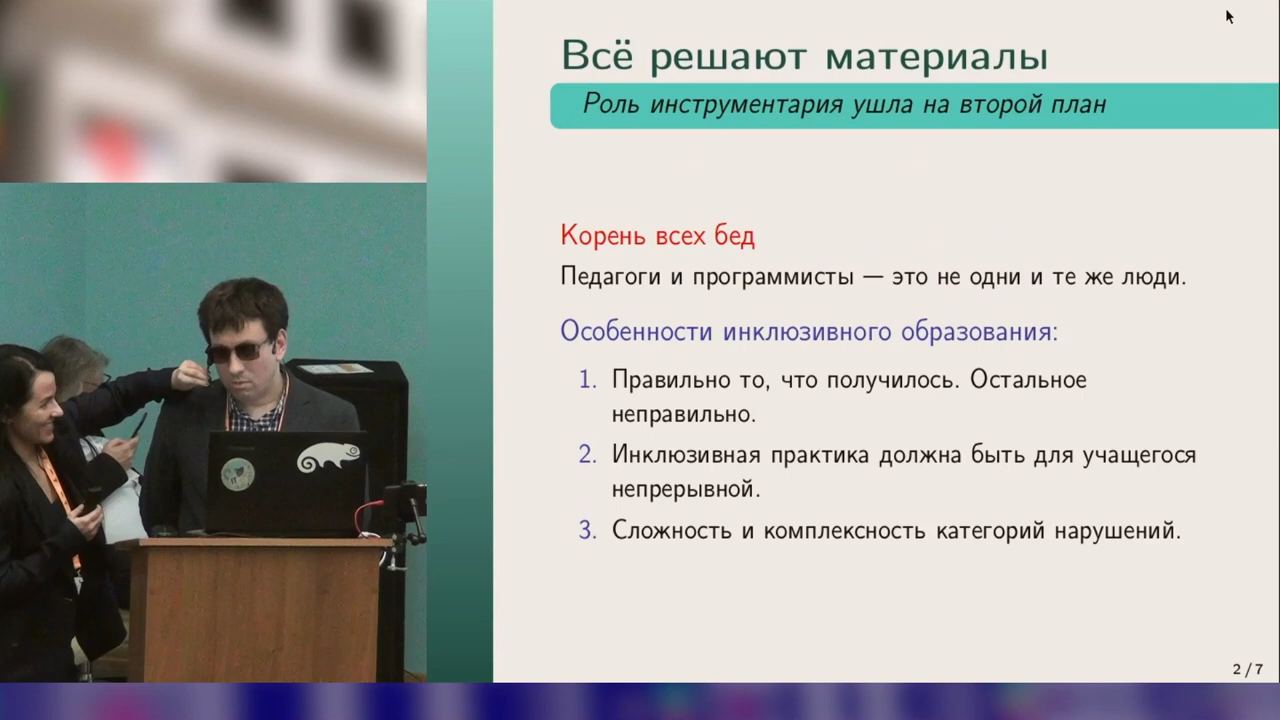 Всё решают материалы
Роль инструментария ушла на второй план
Корень всех бед
Педагоги и программисты — это не одни и те же люди.
Особенности инклюзивного образования:
1. Правильно то, что получилось. Остальное
неправильно.
2. Инклюзивная практика должна быть для учащегося
непрерывной.
3. Сложность и комплексность категорий нарушений.
2 / 7